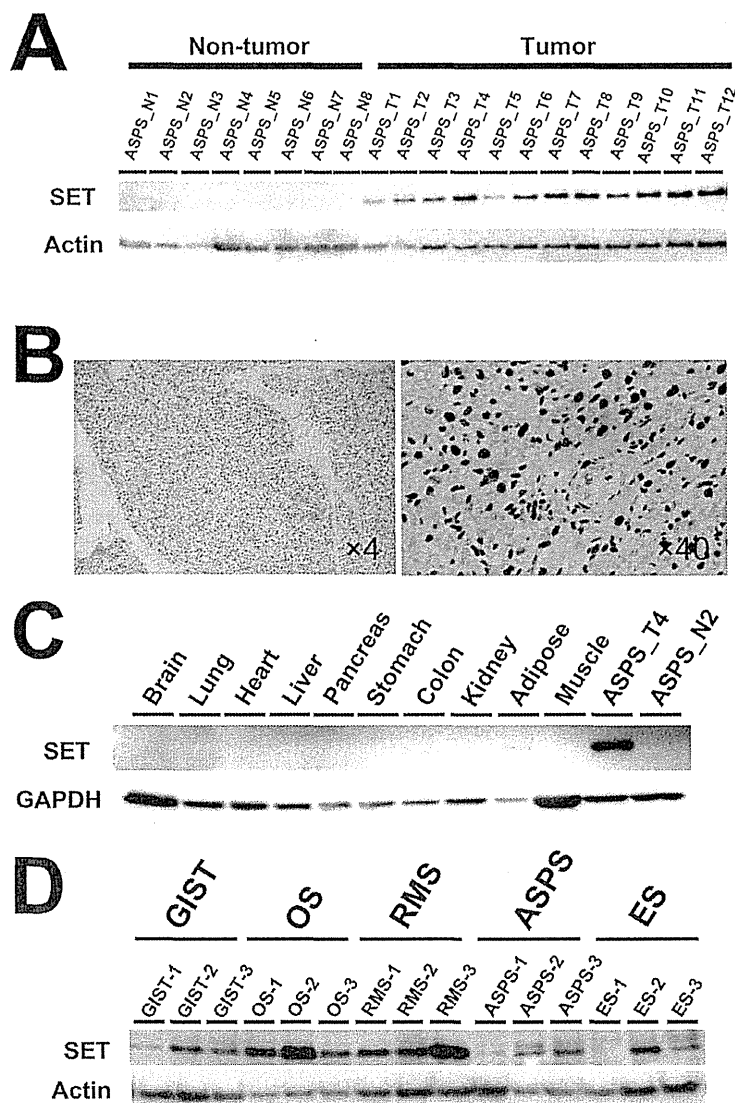 A
Non-tumor Tumor
ASPS_N1 ASPS_N2 ASPS_N3 ASPS_N4 ASPS_N5 ASPS_N6 ASPS_N7 ASPS_N8 ASPS_T1 ASPS_T2 ASPS_T3 ASPS_T4 ASPS_T5 ASPS_T6 ASPS_T7 ASPS_T8 ASPS_T9 ASPS_T10 ASPS_T11 ASPS_T12
SET
Actin
B
×4 ×40
C
Brain Lung Heart Liver Pancreas Stomach Colon Kidney Adipose Muscle ASPS_T4 ASPS_N2
SET
GAPDH
D
GIST OS RMS ASPS ES
GIST-1 GIST-2 GIST-3 OS-1 OS-2 OS-3 RMS-1 RMS-2 RMS-3 ASPS-1 ASPS-2 ASPS-3 ES-1 ES-2 ES-3
SET
Actin